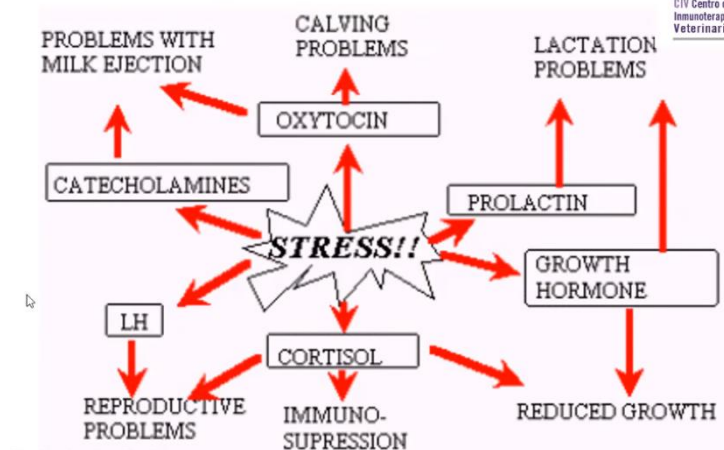 CIV Centro
Inmunoterap
Veterinari
CALVING
PROBLEMS
PROBLEMS WITH
MILK EJECTION
LACTATION
PROBLEMS
OXYTOCIN
CATECHOLAMINES
PROLACTIN
STRESS!!
GROWTH
HORMONE
LH
CORTISOL
REPRODUCTIVE
PROBLEMS
IMMUNO-
SUPRESSION
REDUCED GROWTH